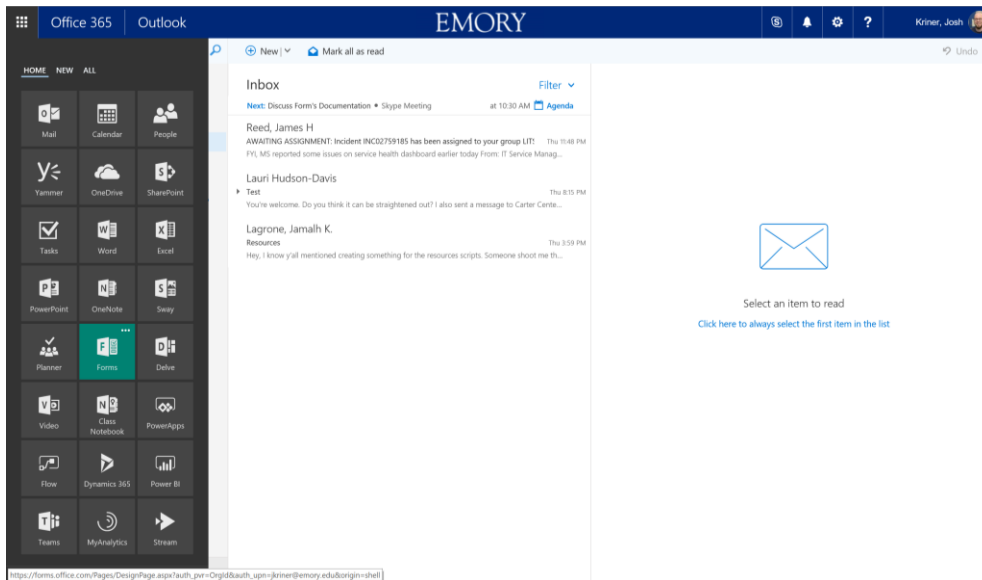 Office 365 Outlook EMORY Kriner, Josh
HOME NEW ALL
Mail Calendar People
Yammer OneDrive SharePoint
Tasks Word Excel
PowerPoint OneNote Sway
Planner Forms Delve
Video Class Notebook PowerApps
Flow Dynamics 365 Power BI
Teams MyAnalytics Stream
New Mark all as read Undo
Inbox Filter
Next: Discuss Form's Documentation • Skype Meeting at 10:30 AM Agenda
Reed, James H
AWAITING ASSIGNMENT: Incident INC02759185 has been assigned to your group LIT! Thu 11:48 PM
FYI, MS reported some issues on service health dashboard earlier today From: IT Service Manag...
Lauri Hudson-Davis
Test Thu 8:15 PM
You're welcome. Do you think it can be straightened out? I also sent a message to Carter Cente...
Lagrone, Jamalh K.
Resources Thu 3:59 PM
Hey, I know y'all mentioned creating something for the resources scripts. Someone shoot me th...
Select an item to read
Click here to always select the first item in the list
https://forms.office.com/Pages/DesignPage.aspx?auth_pvr=OrgId&auth_upn=jkriner@emory.edu&origin=shell